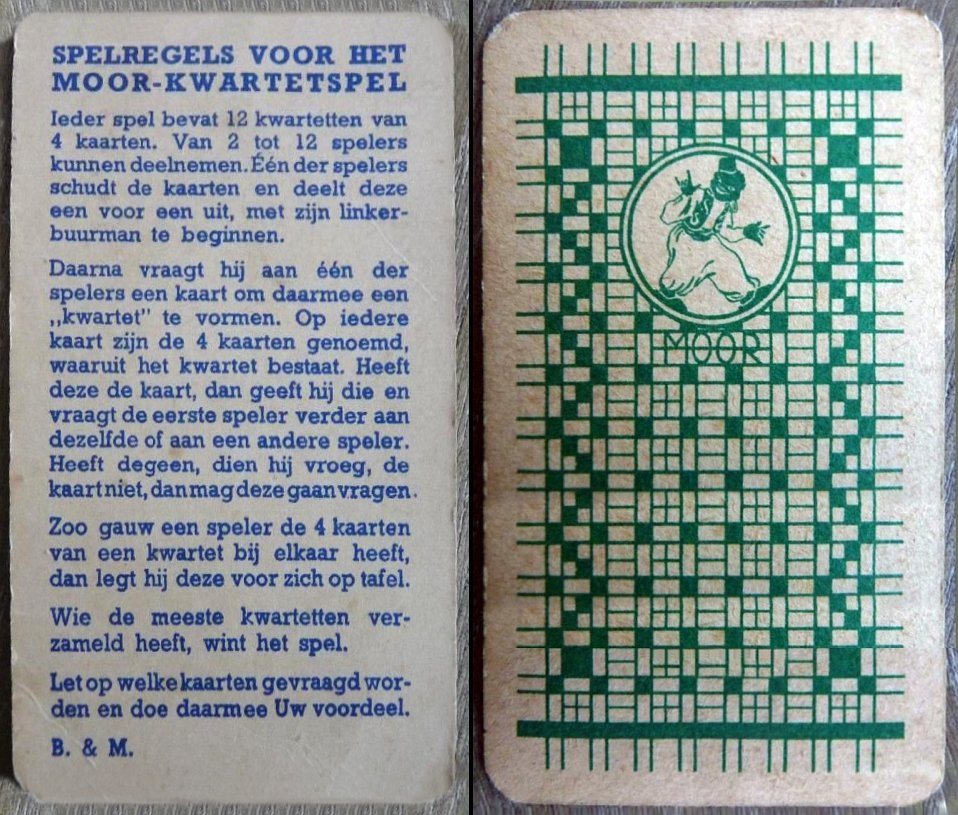 SPELREGELS VOOR HET
MOOR-KWARTETSPEL
Ieder spel bevat 12 kwartetten van
4 kaarten. Van 2 tot 12 spelers
kunnen deelnemen. Één der spelers
schudt de kaarten en deelt deze
een voor een uit, met zijn linker-
buurman te beginnen.
Daarna vraagt hij aan één der
spelers een kaart om daarmee een
„kwartet" te vormen. Op iedere
kaart zijn de 4 kaarten genoemd,
waaruit het kwartet bestaat. Heeft
deze de kaart, dan geeft hij die en
vraagt de eerste speler verder aan
dezelfde of aan een andere speler.
Heeft degeen, dien hij vroeg, de
kaart niet, dan mag deze gaan vragen.
Zoo gauw een speler de 4 kaarten
van een kwartet bij elkaar heeft,
dan legt hij deze voor zich op tafel.
Wie de meeste kwartetten ver-
zameld heeft, wint het spel.
Let op welke kaarten gevraagd wor-
den en doe daarmee Uw voordeel.
B. & M.
MOOR